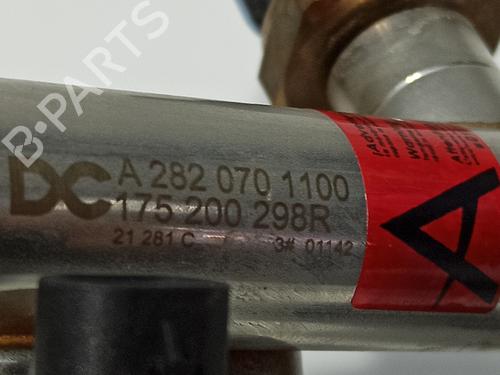 B-PARTS
DC A 282 070 1100
175 200 298R
21 281 C 3# 01142
A